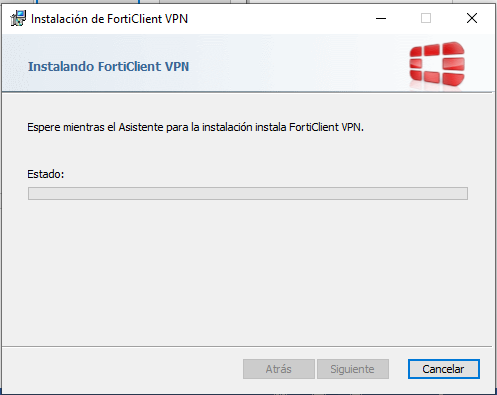 Instalación de FortiClient VPN
Instalando FortiClient VPN
Espere mientras el Asistente para la instalación instala FortiClient VPN.
Estado:
Atrás
Siguiente
Cancelar